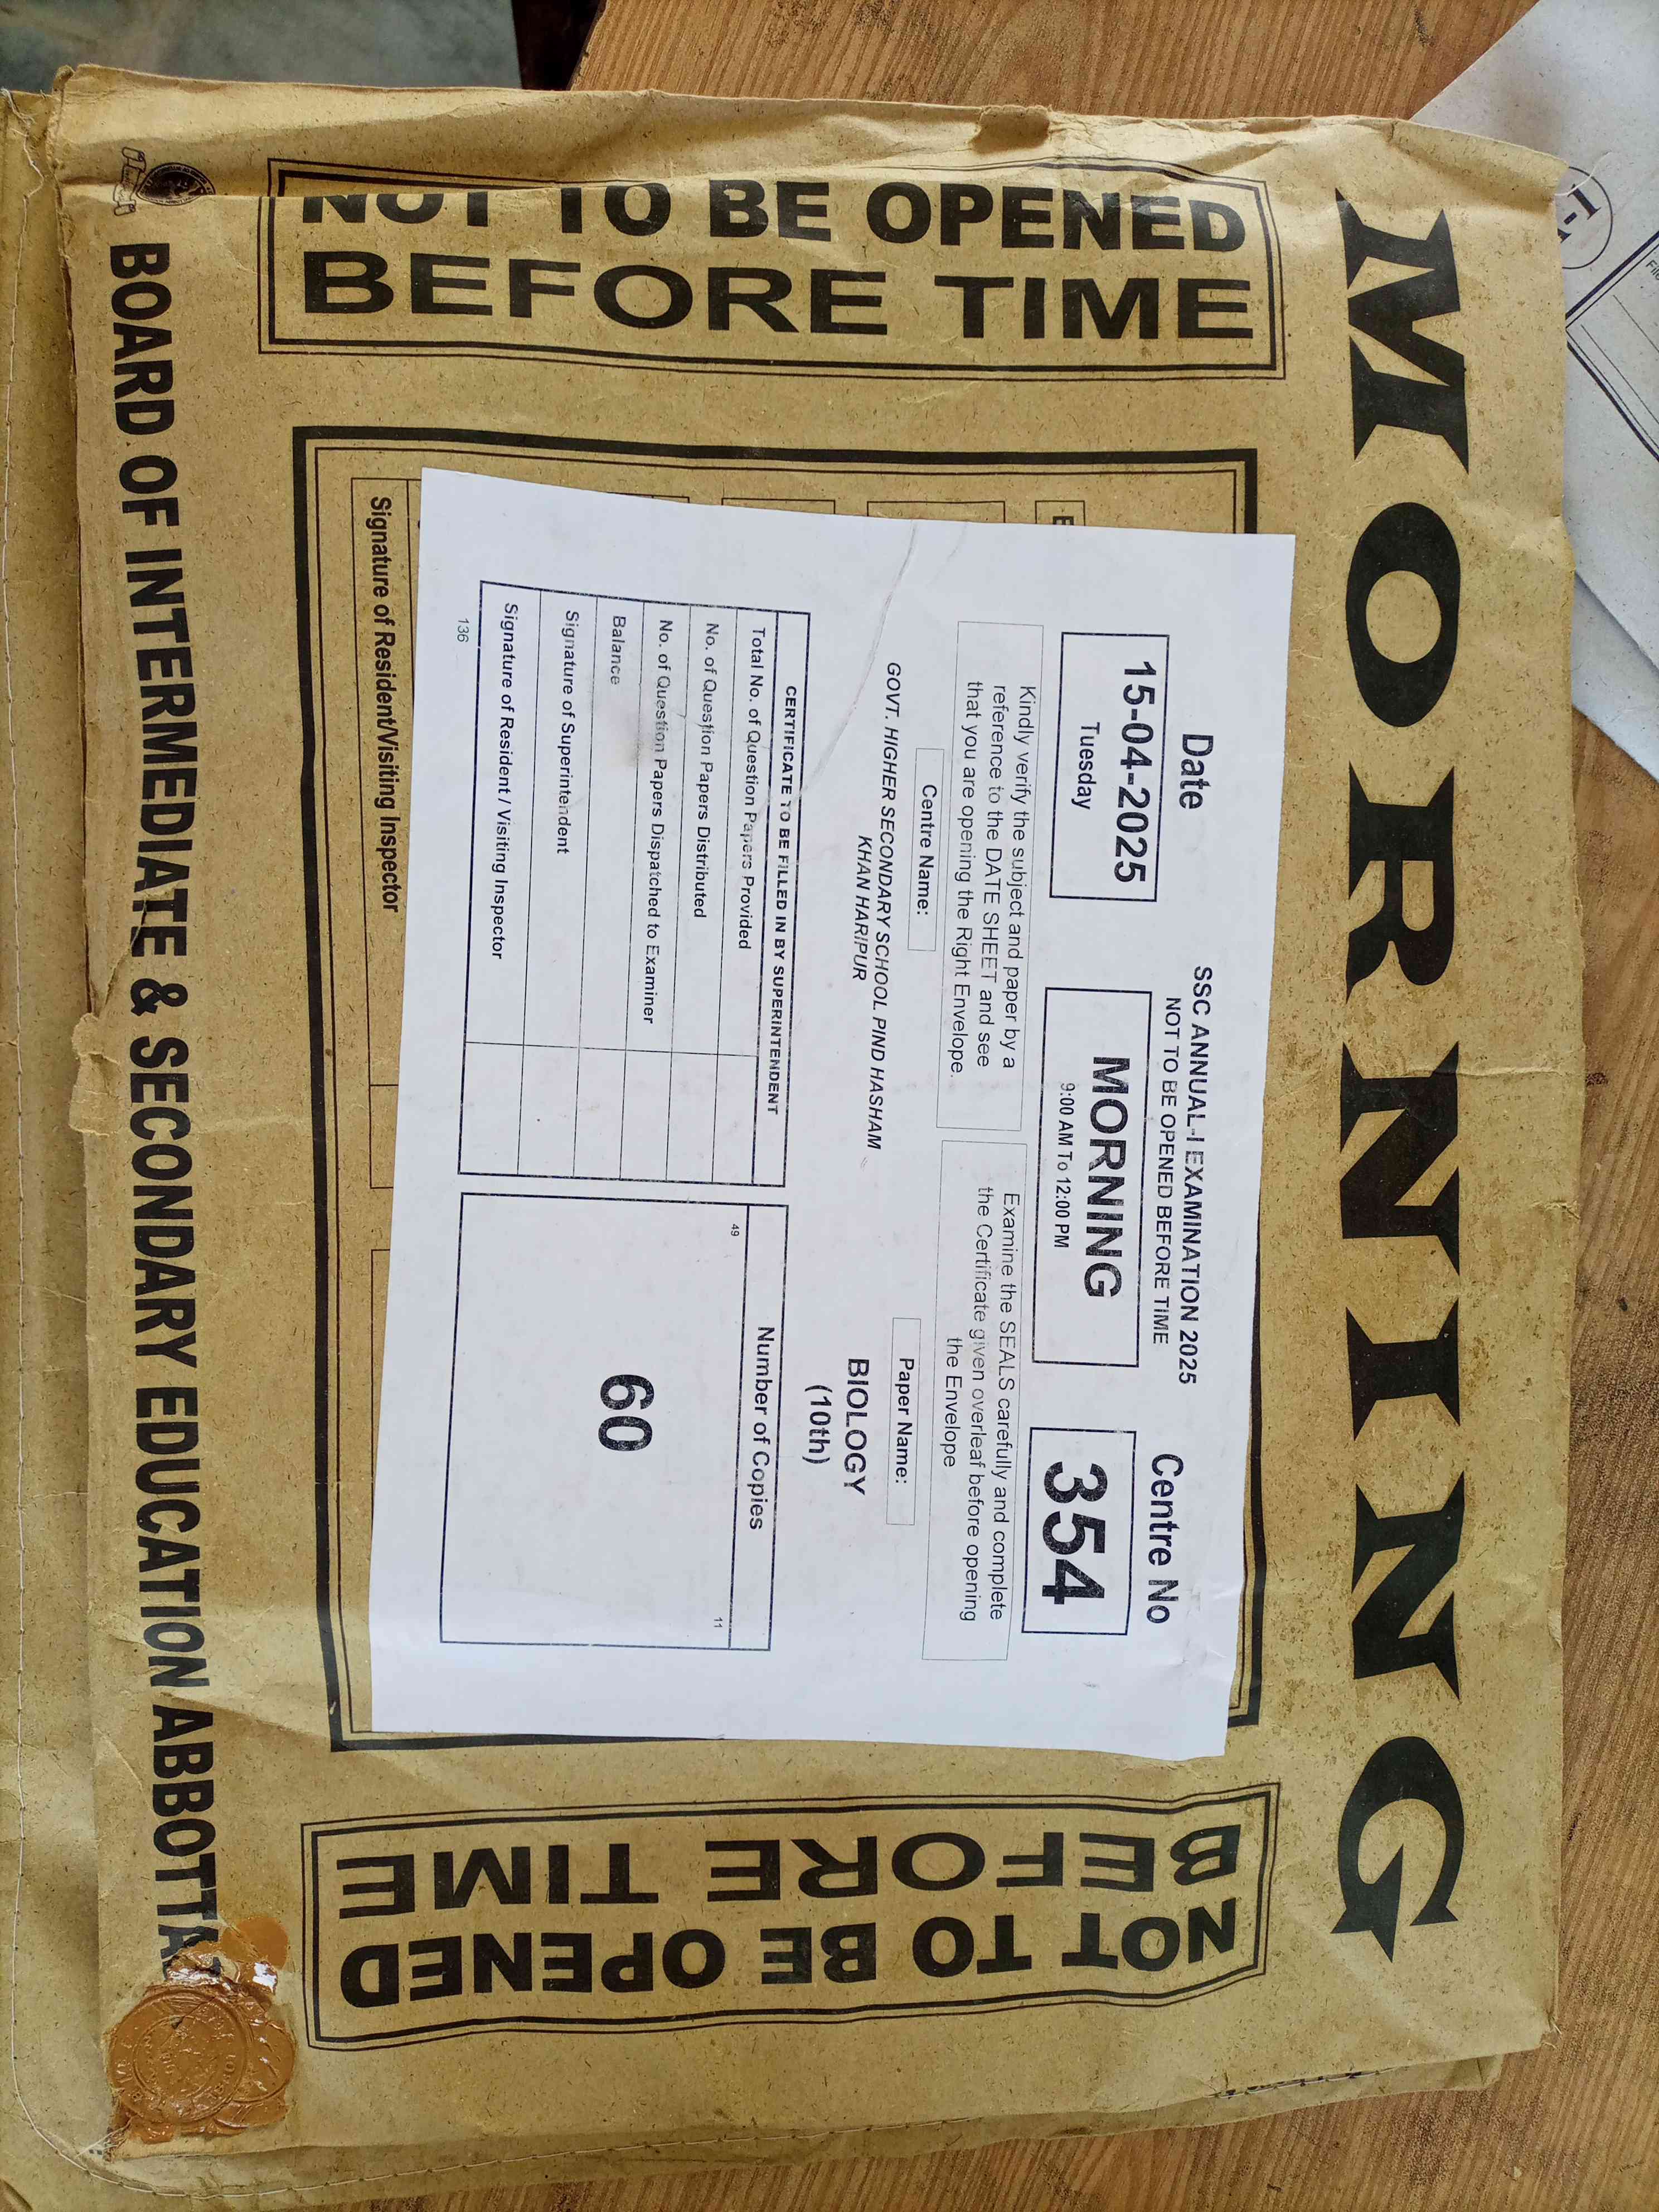 MORNING
NOT TO BE OPENED
BEFORE TIME
SSC ANNUAL-I EXAMINATION 2025
NOT TO BE OPENED BEFORE TIME
Date
15-04-2025
Tuesday
MORNING
9:00 AM To 12:00 PM
Centre No
354
Kindly verify the subject and paper by a
reference to the DATE SHEET and see
that you are opening the Right Envelope.
Examine the SEALS carefully and complete
the Certificate given overleaf before opening
the Envelope
Centre Name:
GOVT. HIGHER SECONDARY SCHOOL PIND HASHAM
KHAN HARIPUR
Paper Name:
BIOLOGY
(10th)
CERTIFICATE TO BE FILLED IN BY SUPERINTENDENT
Total No. of Question Papers Provided
No. of Question Papers Distributed
No. of Question Papers Dispatched to Examiner
Balance
Signature of Superintendent
Signature of Resident / Visiting Inspector
136
Number of Copies
49
11
60
Signature of Resident/Visiting Inspector
NOT TO BE OPENED
BEFORE TIME
BOARD OF INTERMEDIATE & SECONDARY EDUCATION ABBOTTA